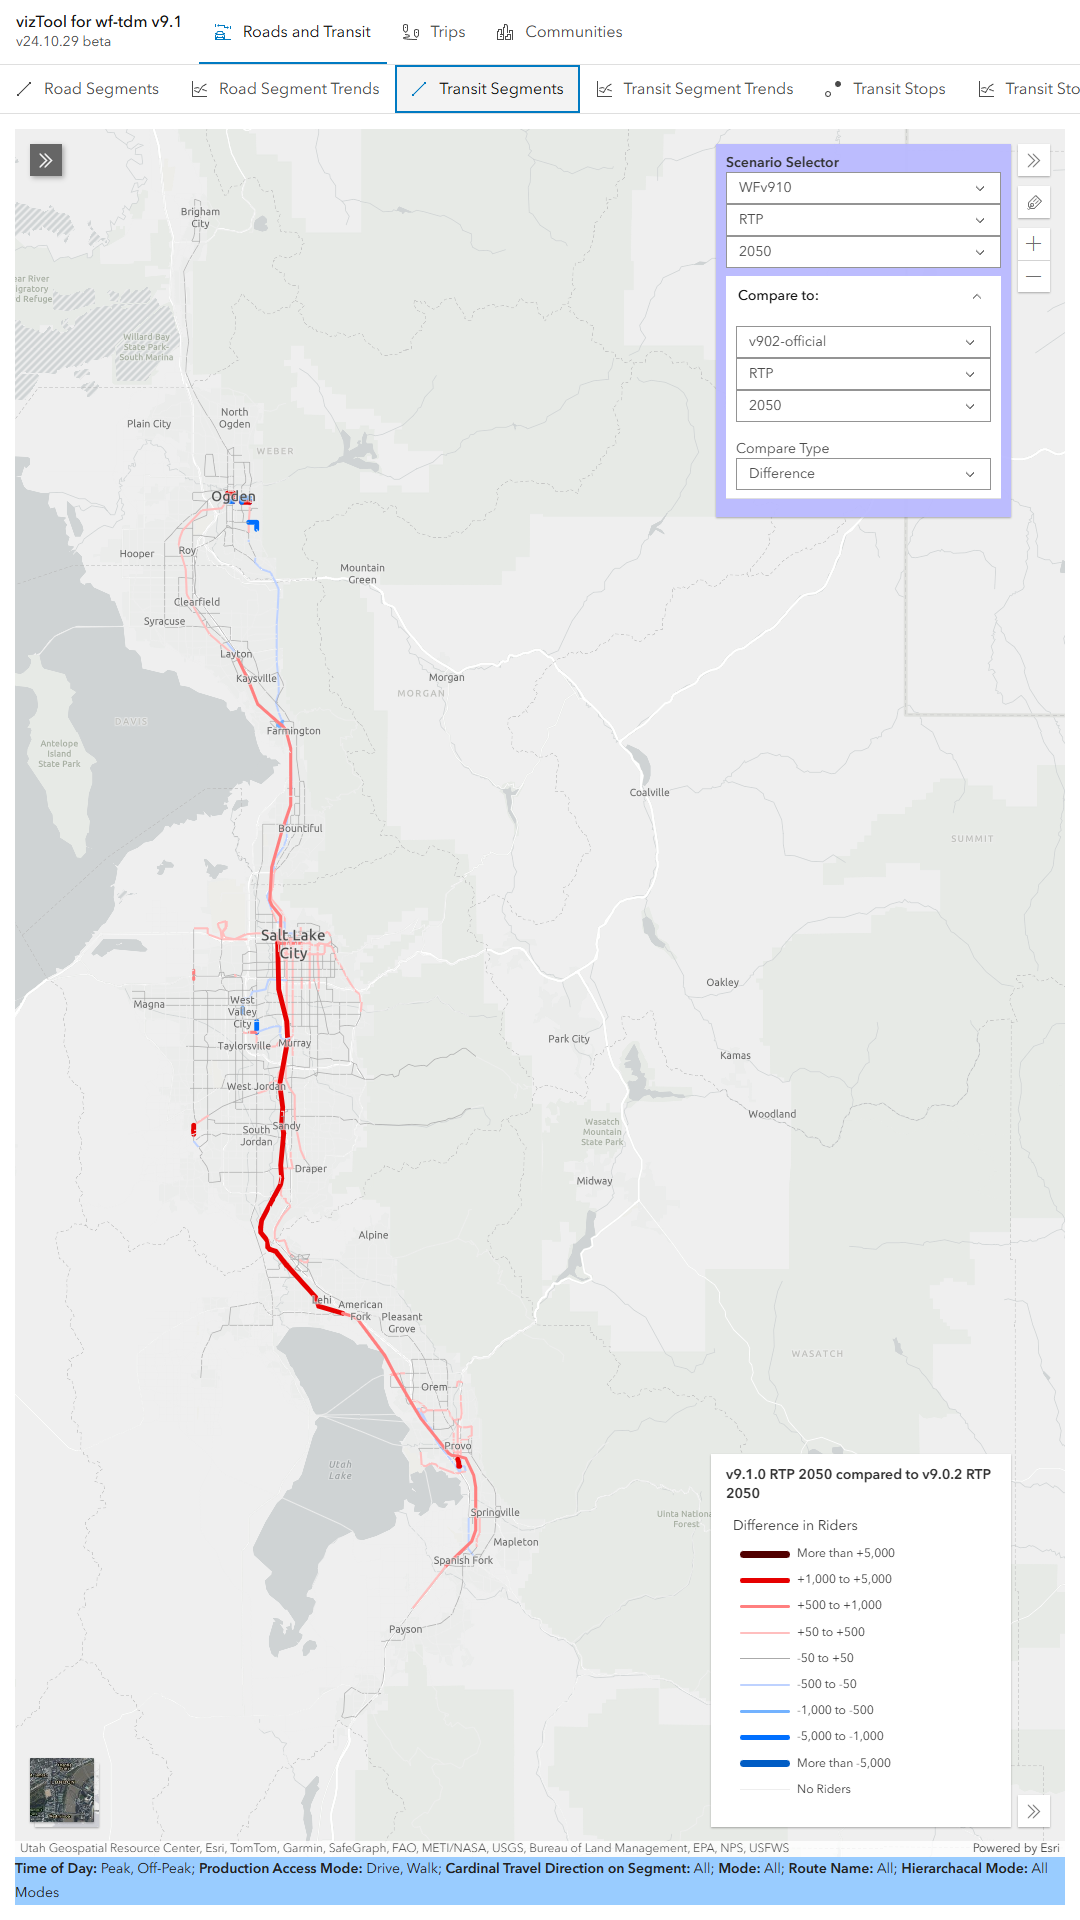 vizTool for wf-tdm v9.1
v24.10.29 beta
Roads and Transit
Trips
Communities
Road Segments
Road Segment Trends
Transit Segments
Transit Segment Trends
Transit Stops
Transit Sto
Scenario Selector
WFv910
RTP
2050
Compare to:
v902-official
RTP
2050
Compare Type
Difference
Brigham
City
ear River
igratory
d Refuge
Willard Bay
State Park-
South Marina
North
Ogden
Plain City
WEBER
Ogden
Hooper
Roy
Mountain
Green
Clearfield
Syracuse
Layton
Kaysville
Morgan
MORGAN
DAVIS
Farmington
Antelope
Island
State Park
Coalville
Bountiful
SUMMIT
Salt Lake
City
Oakley
Magna
West
Valley
City
Park City
Taylorsville
Murray
Kamas
West Jordan
Woodland
South
Jordan
Sandy
Wasatch
Mountain
State Park
Draper
Midway
Alpine
Lehi
American
Fork
Pleasant
Grove
WASATCH
Orem
Provo
Utah
Lake
Springville
Mapleton
Uinta Nationa
Forest
Spanish Fork
Payson
v9.1.0 RTP 2050 compared to v9.0.2 RTP
2050
Difference in Riders
More than +5,000
+1,000 to +5,000
+500 to +1,000
+50 to +500
-50 to +50
-500 to -50
-1,000 to -500
-5,000 to -1,000
More than -5,000
No Riders
Utah Geospatial Resource Center, Esri, TomTom, Garmin, SafeGraph, FAO, METI/NASA, USGS, Bureau of Land Management, EPA, NPS, USFWS
Powered by Esri
Time of Day: Peak, Off-Peak; Production Access Mode: Drive, Walk; Cardinal Travel Direction on Segment: All; Mode: All; Route Name: All; Hierarchacal Mode: All
Modes